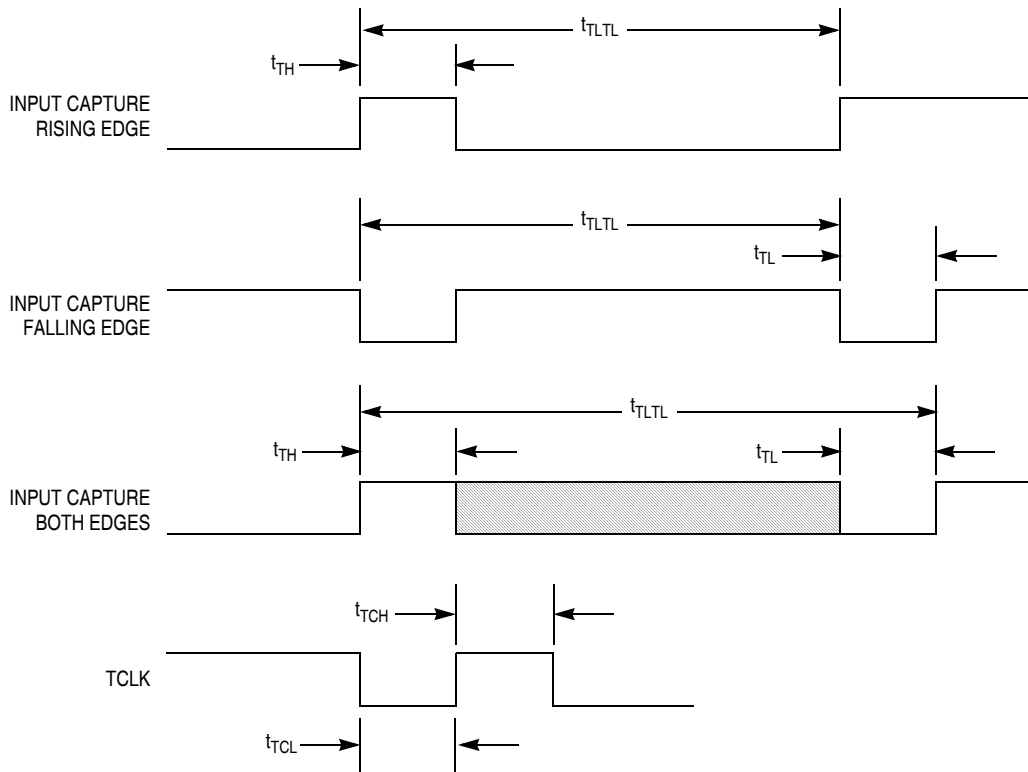 tTLTL
tTH
INPUT CAPTURE
RISING EDGE
tTLTL
tTL
INPUT CAPTURE
FALLING EDGE
tTLTL
tTH
tTL
INPUT CAPTURE
BOTH EDGES
tTCH
TCLK
tTCL